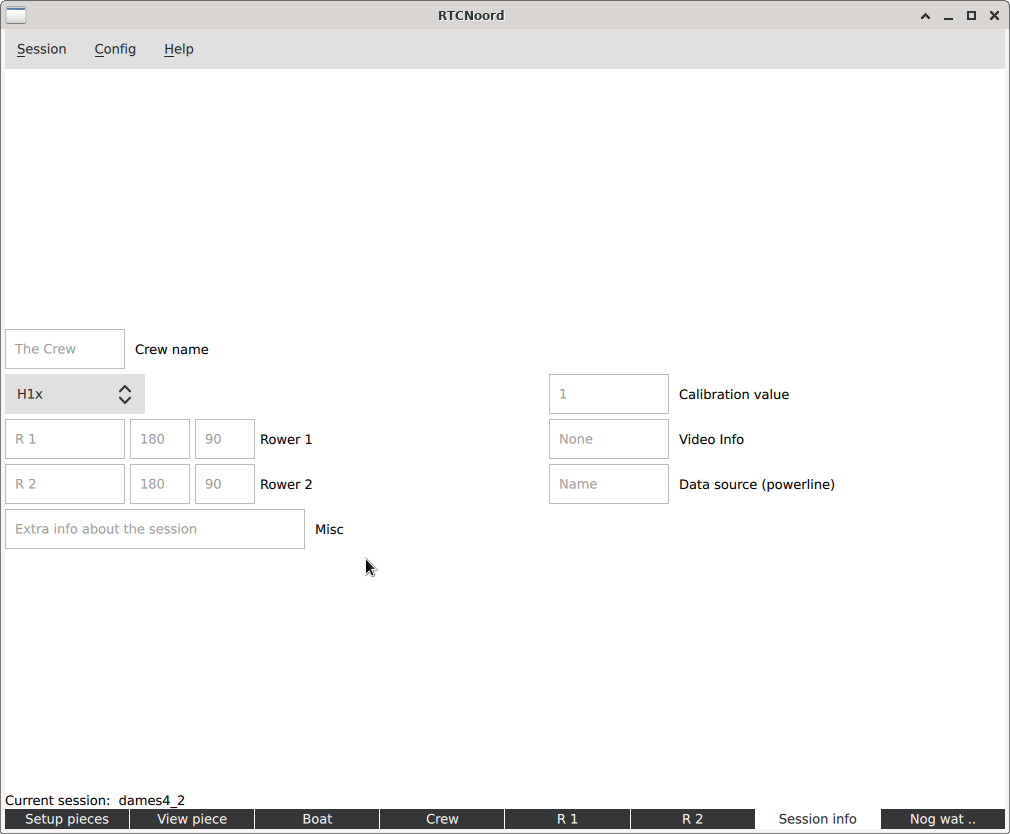 RTCNoord
Session Config Help
The Crew Crew name
H1x 1 Calibration value
R 1 180 90 Rower 1 None Video Info
R 2 180 90 Rower 2 Name Data source (powerline)
Extra info about the session Misc
Current session: dames4_2
Setup pieces View piece Boat Crew R 1 R 2 Session info Nog wat ..